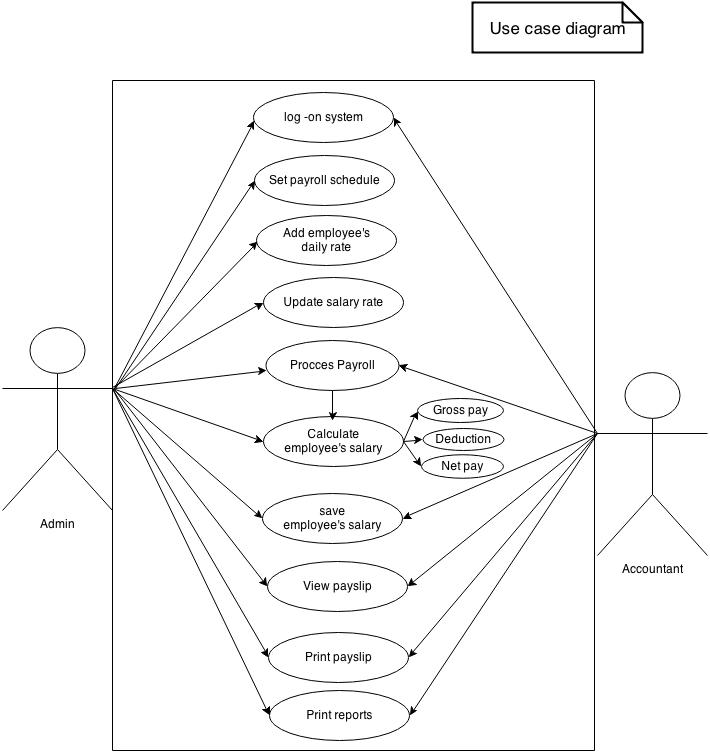 Use case diagram
log -on system
Set payroll schedule
Add employee's
daily rate
Update salary rate
Procces Payroll
Calculate
employee's salary
Gross pay
Deduction
Net pay
save
employee's salary
View payslip
Print payslip
Print reports
Admin
Accountant